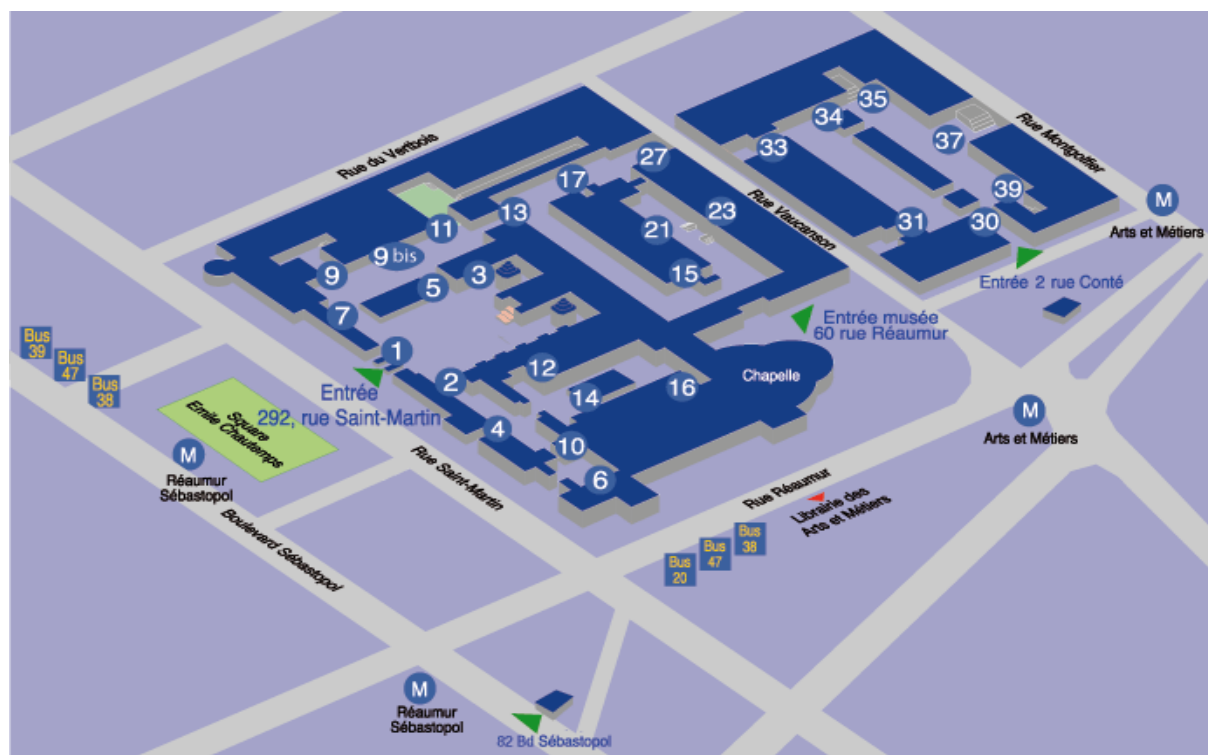 35
34
Rue Montgolfier
37
33
27
Rue du Vertbois
17
39
M
Arts et Métiers
13
23
Rue Vaucanson
31
30
11
21
9 bis
9
3
15
Entrée 2 rue Conté
5
7
Entrée musée
60 rue Réaumur
Bus
39
Bus
47
Bus
38
1
12
2
14
16
Chapelle
Entrée
292, rue Saint-Martin
Square
Emile Chautemps
M
Arts et Métiers
4
10
6
M
Réaumur
Sébastopol
Rue Saint-Martin
Rue Réaumur
Librairie des
Arts et Métiers
Boulevard Sébastopol
Bus
38
Bus
47
Bus
20
M
Réaumur
Sébastopol
82 Bd Sébastopol